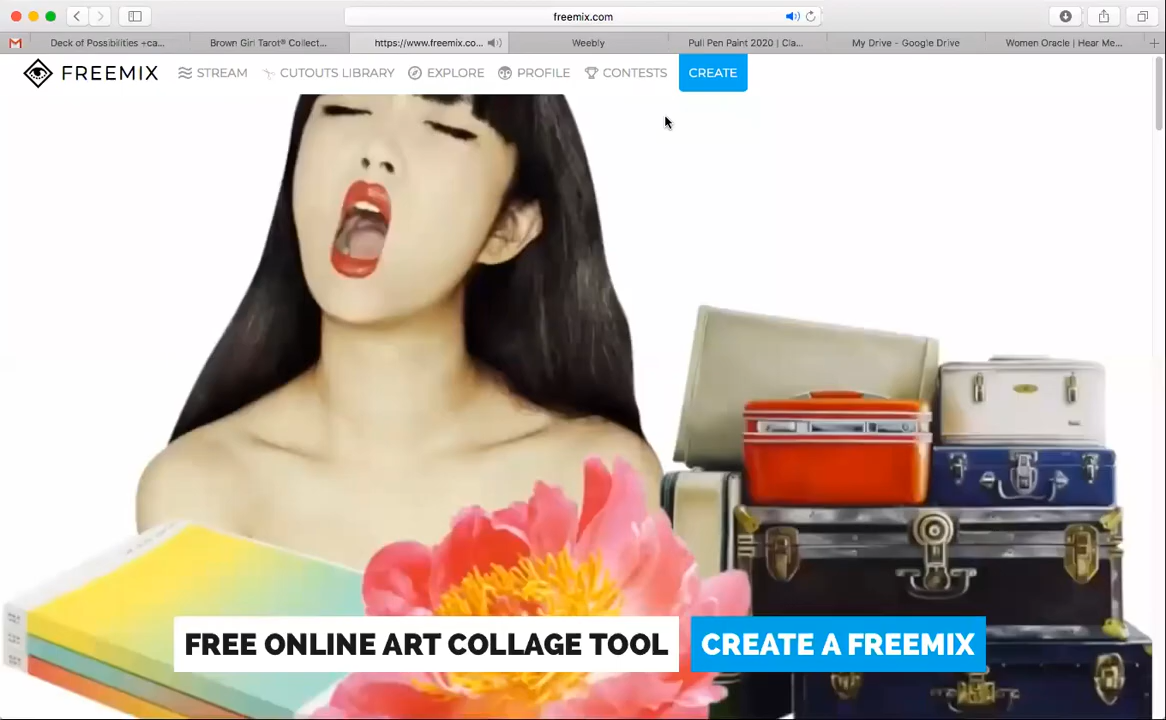 freemix.com
Deck of Possibilities +ca...
Brown Girl Tarot® Collect...
https://www.freemix.co...
Weebly
Pull Pen Paint 2020 | Cla...
My Drive - Google Drive
Women Oracle | Hear Me...
FREEMIX
STREAM
CUTOUTS LIBRARY
EXPLORE
PROFILE
CONTESTS
CREATE
FREE ONLINE ART COLLAGE TOOL
CREATE A FREEMIX